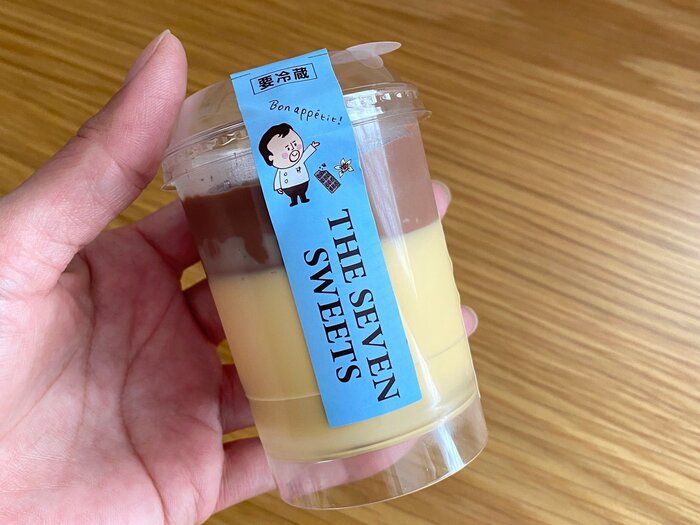 要冷蔵
Bon appétit!
THE SEVEN
SWEETS